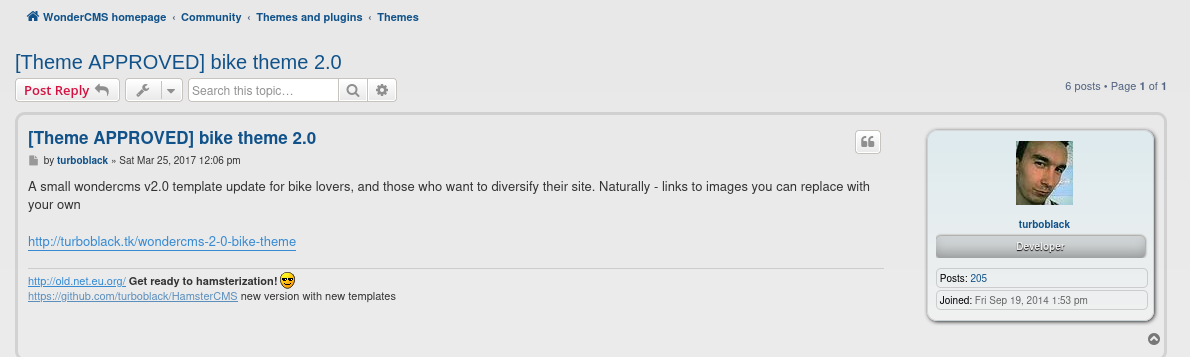 WonderCMS homepage ‹ Community ‹ Themes and plugins ‹ Themes
[Theme APPROVED] bike theme 2.0
Post Reply Search this topic…
6 posts • Page 1 of 1
[Theme APPROVED] bike theme 2.0
by turboblack » Sat Mar 25, 2017 12:06 pm
A small wondercms v2.0 template update for bike lovers, and those who want to diversify their site. Naturally - links to images you can replace with
your own
http://turboblack.tk/wondercms-2-0-bike-theme
http://old.net.eu.org/ Get ready to hamsterization!
https://github.com/turboblack/HamsterCMS new version with new templates
turboblack
Developer
Posts: 205
Joined: Fri Sep 19, 2014 1:53 pm